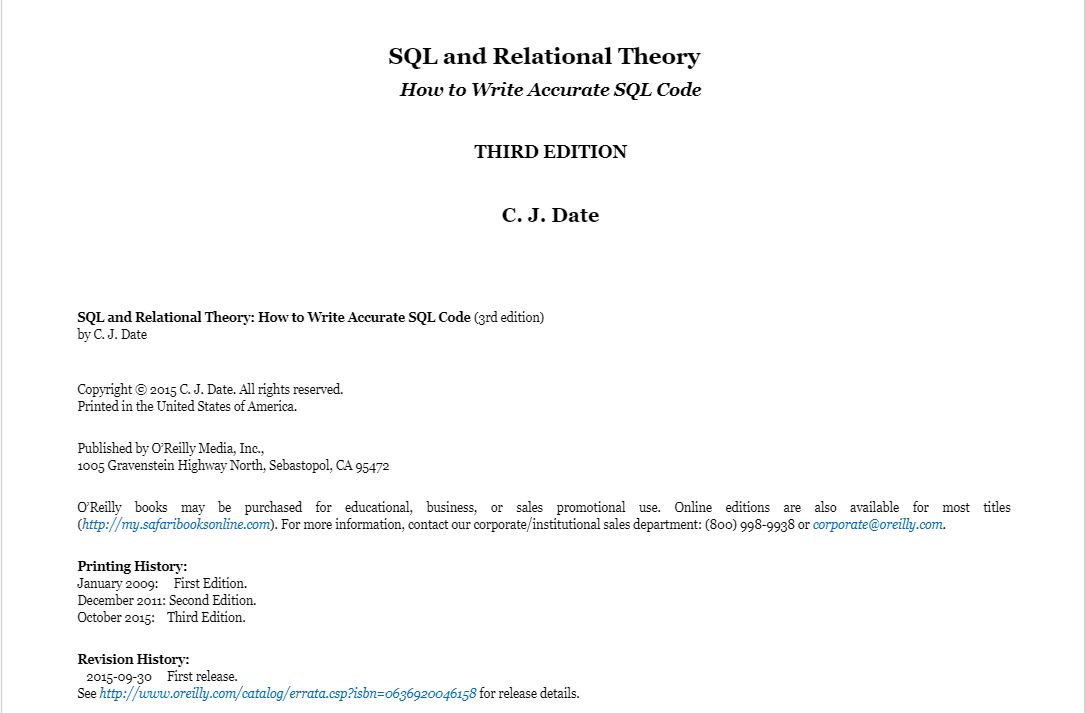 SQL and Relational Theory
How to Write Accurate SQL Code
THIRD EDITION
C. J. Date
SQL and Relational Theory: How to Write Accurate SQL Code (3rd edition)
by C. J. Date
Copyright © 2015 C. J. Date. All rights reserved.
Printed in the United States of America.
Published by O’Reilly Media, Inc.,
1005 Gravenstein Highway North, Sebastopol, CA 95472
O’Reilly books may be purchased for educational, business, or sales promotional use. Online editions are also available for most titles
(http://my.safaribooksonline.com). For more information, contact our corporate/institutional sales department: (800) 998-9938 or corporate@oreilly.com.
Printing History:
January 2009: First Edition.
December 2011: Second Edition.
October 2015: Third Edition.
Revision History:
2015-09-30 First release.
See http://www.oreilly.com/catalog/errata.csp?isbn=0636920046158 for release details.